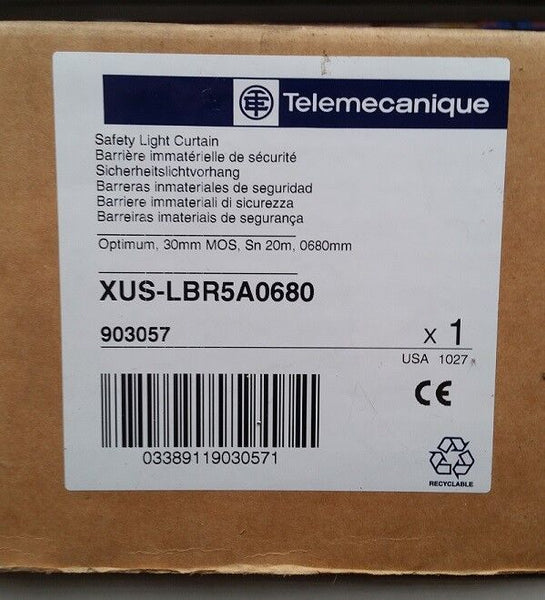 Telemecanique
Safety Light Curtain
Barrière immatérielle de sécurité
Sicherheitslichtvorhang
Barreras inmateriales de seguridad
Barriere immateriali di sicurezza
Barreiras imateriais de segurança
Optimum, 30mm MOS, Sn 20m, 0680mm
XUS-LBR5A0680
903057
x 1
USA 1027
CE
03389119030571
RECYCLABLE